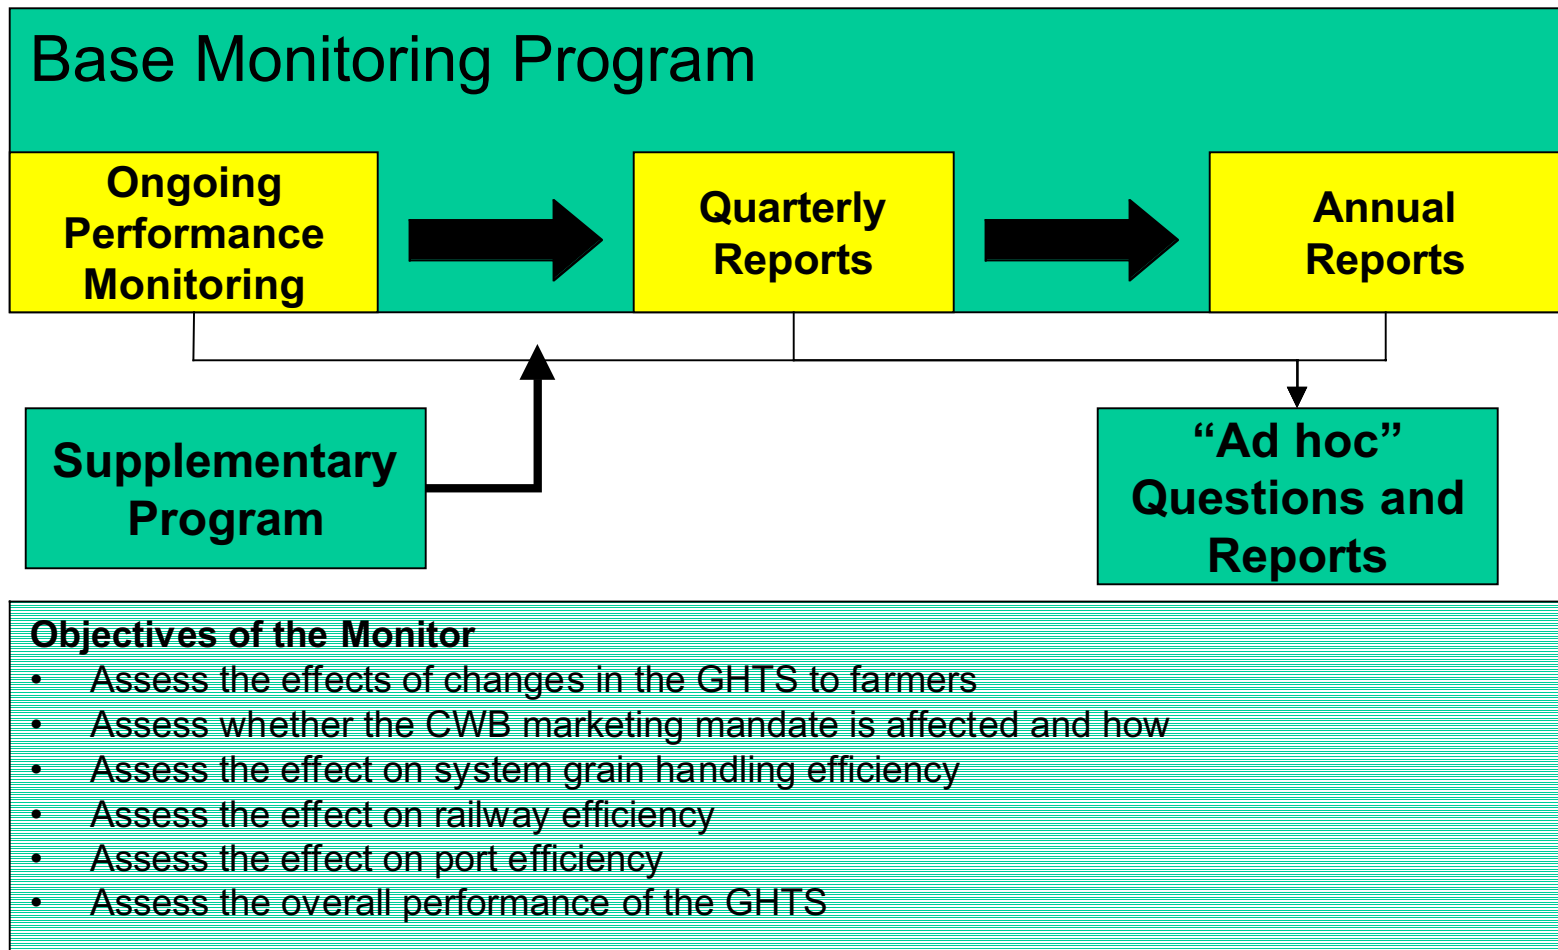 Base Monitoring Program
Ongoing
Performance
Monitoring
Quarterly
Reports
Annual
Reports
Supplementary
Program
“Ad hoc”
Questions and
Reports
Objectives of the Monitor
• Assess the effects of changes in the GHTS to farmers
• Assess whether the CWB marketing mandate is affected and how
• Assess the effect on system grain handling efficiency
• Assess the effect on railway efficiency
• Assess the effect on port efficiency
• Assess the overall performance of the GHTS